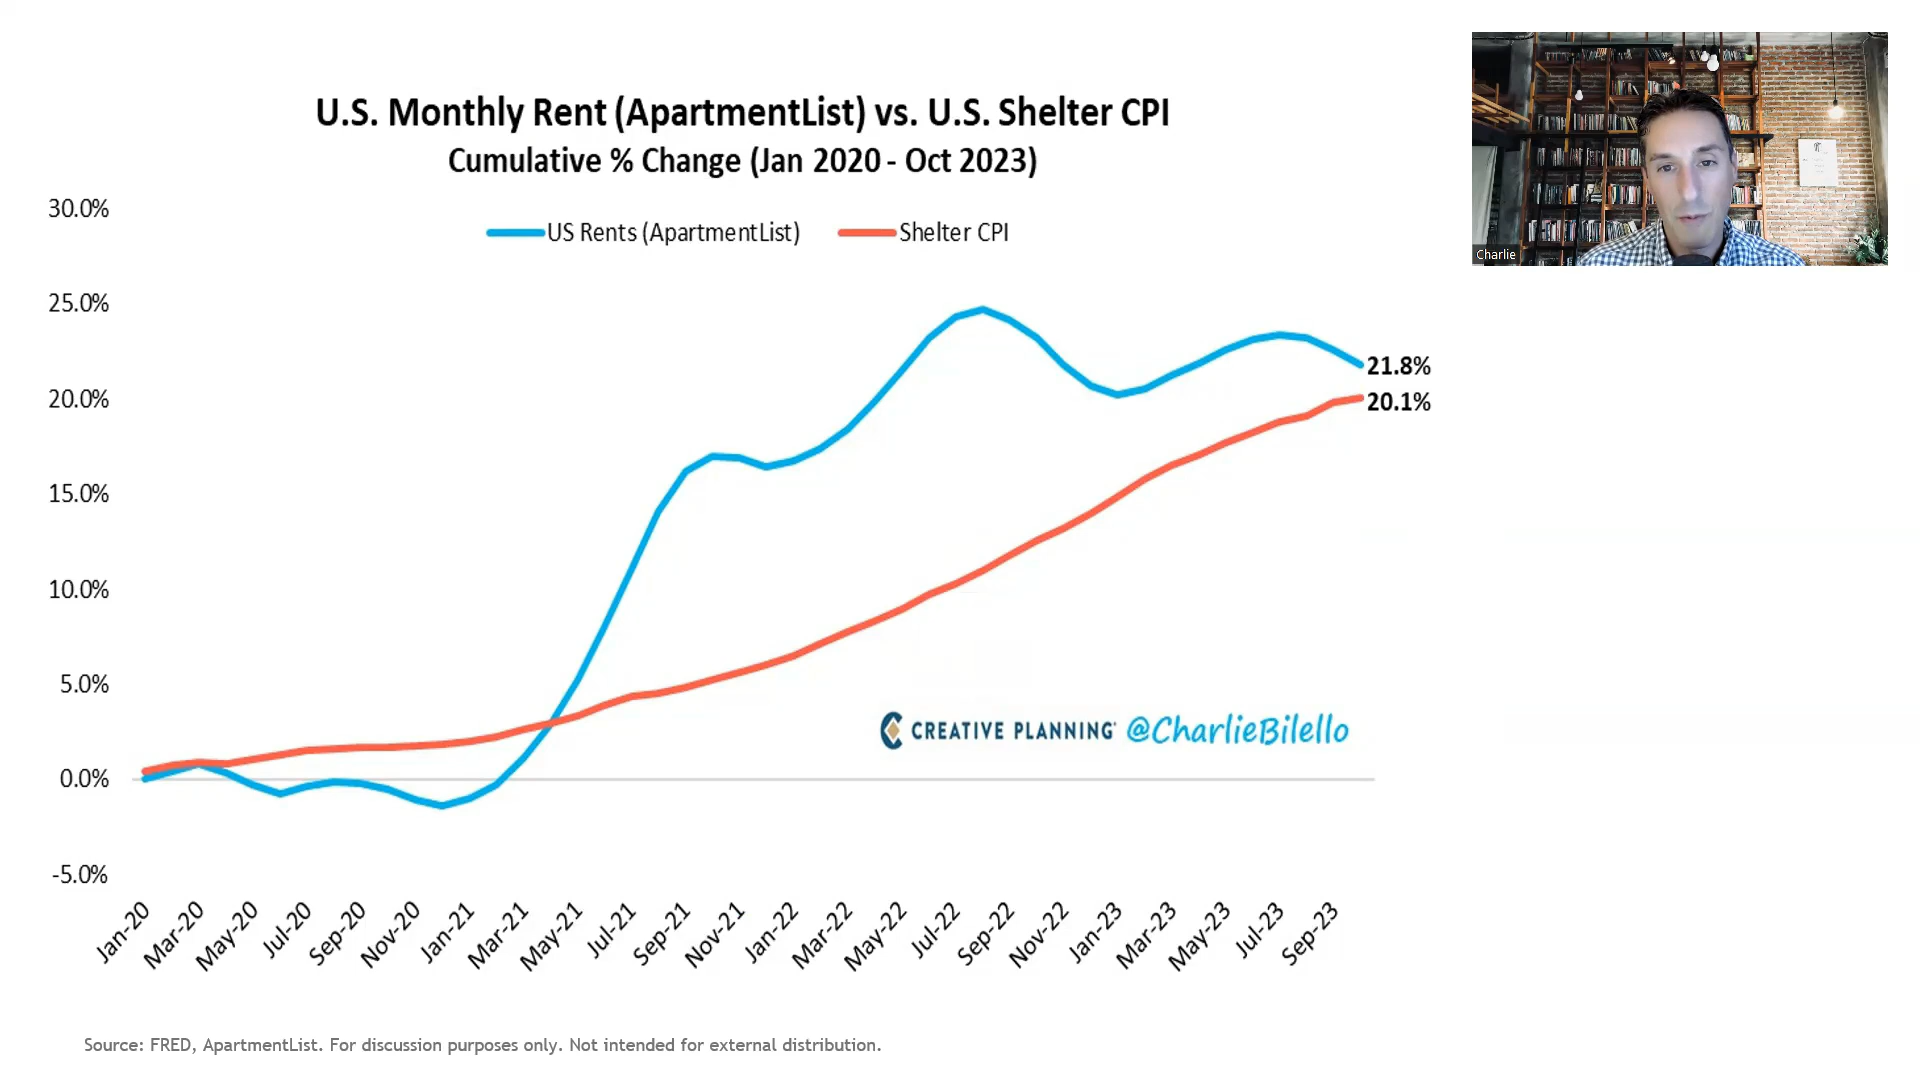 U.S. Monthly Rent (ApartmentList) vs. U.S. Shelter CPI
Cumulative % Change (Jan 2020 - Oct 2023)
US Rents (ApartmentList)
Shelter CPI
30.0%
25.0%
20.0%
15.0%
10.0%
5.0%
0.0%
-5.0%
21.8%
20.1%
CREATIVE PLANNING @CharlieBilello
Jan-20
Mar-20
May-20
Jul-20
Sep-20
Nov-20
Jan-21
Mar-21
May-21
Jul-21
Sep-21
Nov-21
Jan-22
Mar-22
May-22
Jul-22
Sep-22
Nov-22
Jan-23
Mar-23
May-23
Jul-23
Sep-23
Source: FRED, ApartmentList. For discussion purposes only. Not intended for external distribution.
Charlie